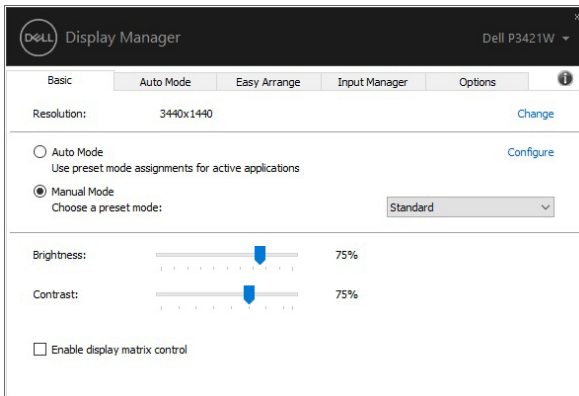 DELL Display Manager
Dell P3421W
Basic Auto Mode Easy Arrange Input Manager Options
Resolution: 3440x1440 Change
Auto Mode Configure
Use preset mode assignments for active applications
Manual Mode
Choose a preset mode: Standard
Brightness: 75%
Contrast: 75%
Enable display matrix control